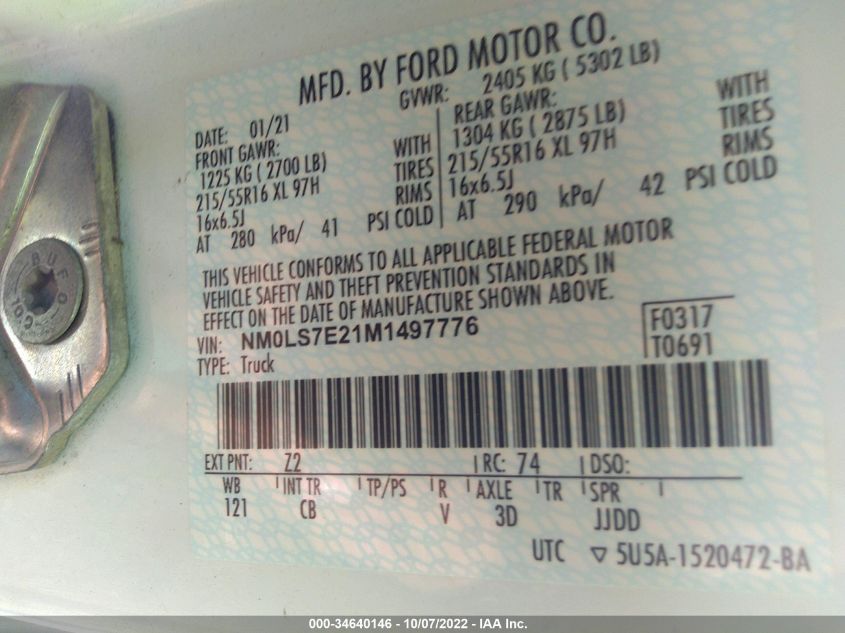 MFD. BY FORD MOTOR CO.
DATE: 01/21 GVWR: 2405 KG ( 5302 LB)
FRONT GAWR: WITH
1225 KG ( 2700 LB) TIRES
215/55R16 XL 97H RIMS
16x6.5J
AT 280 kPa/ 41 PSI COLD
REAR GAWR: WITH
1304 KG ( 2875 LB) TIRES
215/55R16 XL 97H RIMS
16x6.5J
AT 290 kPa/ 42 PSI COLD
THIS VEHICLE CONFORMS TO ALL APPLICABLE FEDERAL MOTOR
VEHICLE SAFETY AND THEFT PREVENTION STANDARDS IN
EFFECT ON THE DATE OF MANUFACTURE SHOWN ABOVE.
VIN: NM0LS7E21M1497776
TYPE: Truck
F0317
T0691
EXT PNT: Z2 RC: 74 DSO:
WB INT TR TP/PS R AXLE TR SPR
121 CB V 3D JJDD
UTC ▽ 5U5A-1520472-BA
000-34640146 - 10/07/2022 - IAA Inc.